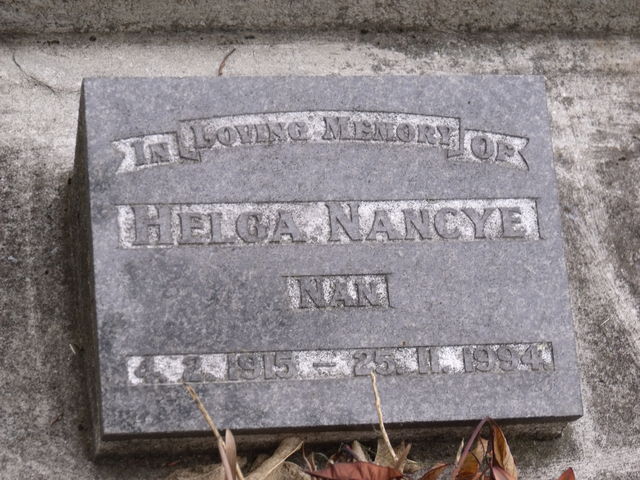 IN LOVING MEMORY OF
HELGA NANCYE
NAN
4. 2. 1915 – 25. 11. 1994.